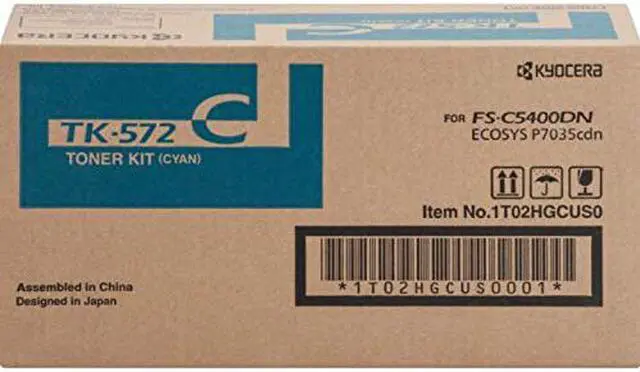 KYOCERA
TK-572 C
TONER KIT (CYAN)
KYOCERA
FOR FS-C5400DN
ECOSYS P7035cdn
Item No.1T02HGCUS0
*1T02HGCUS0001*
Assembled in China
Designed in Japan